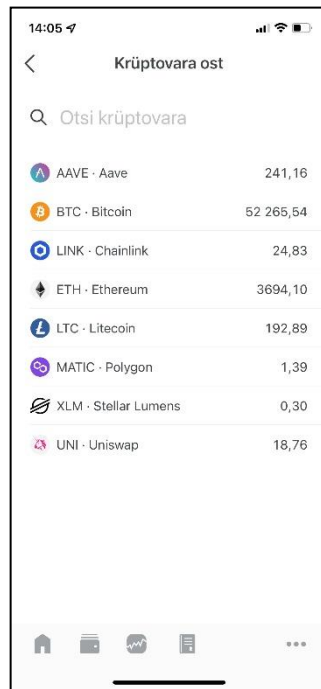 14:05
Krüptovara ost
Otsi krüptovara
AAVE · Aave 241,16
BTC · Bitcoin 52 265,54
LINK · Chainlink 24,83
ETH · Ethereum 3694,10
LTC · Litecoin 192,89
MATIC · Polygon 1,39
XLM · Stellar Lumens 0,30
UNI · Uniswap 18,76